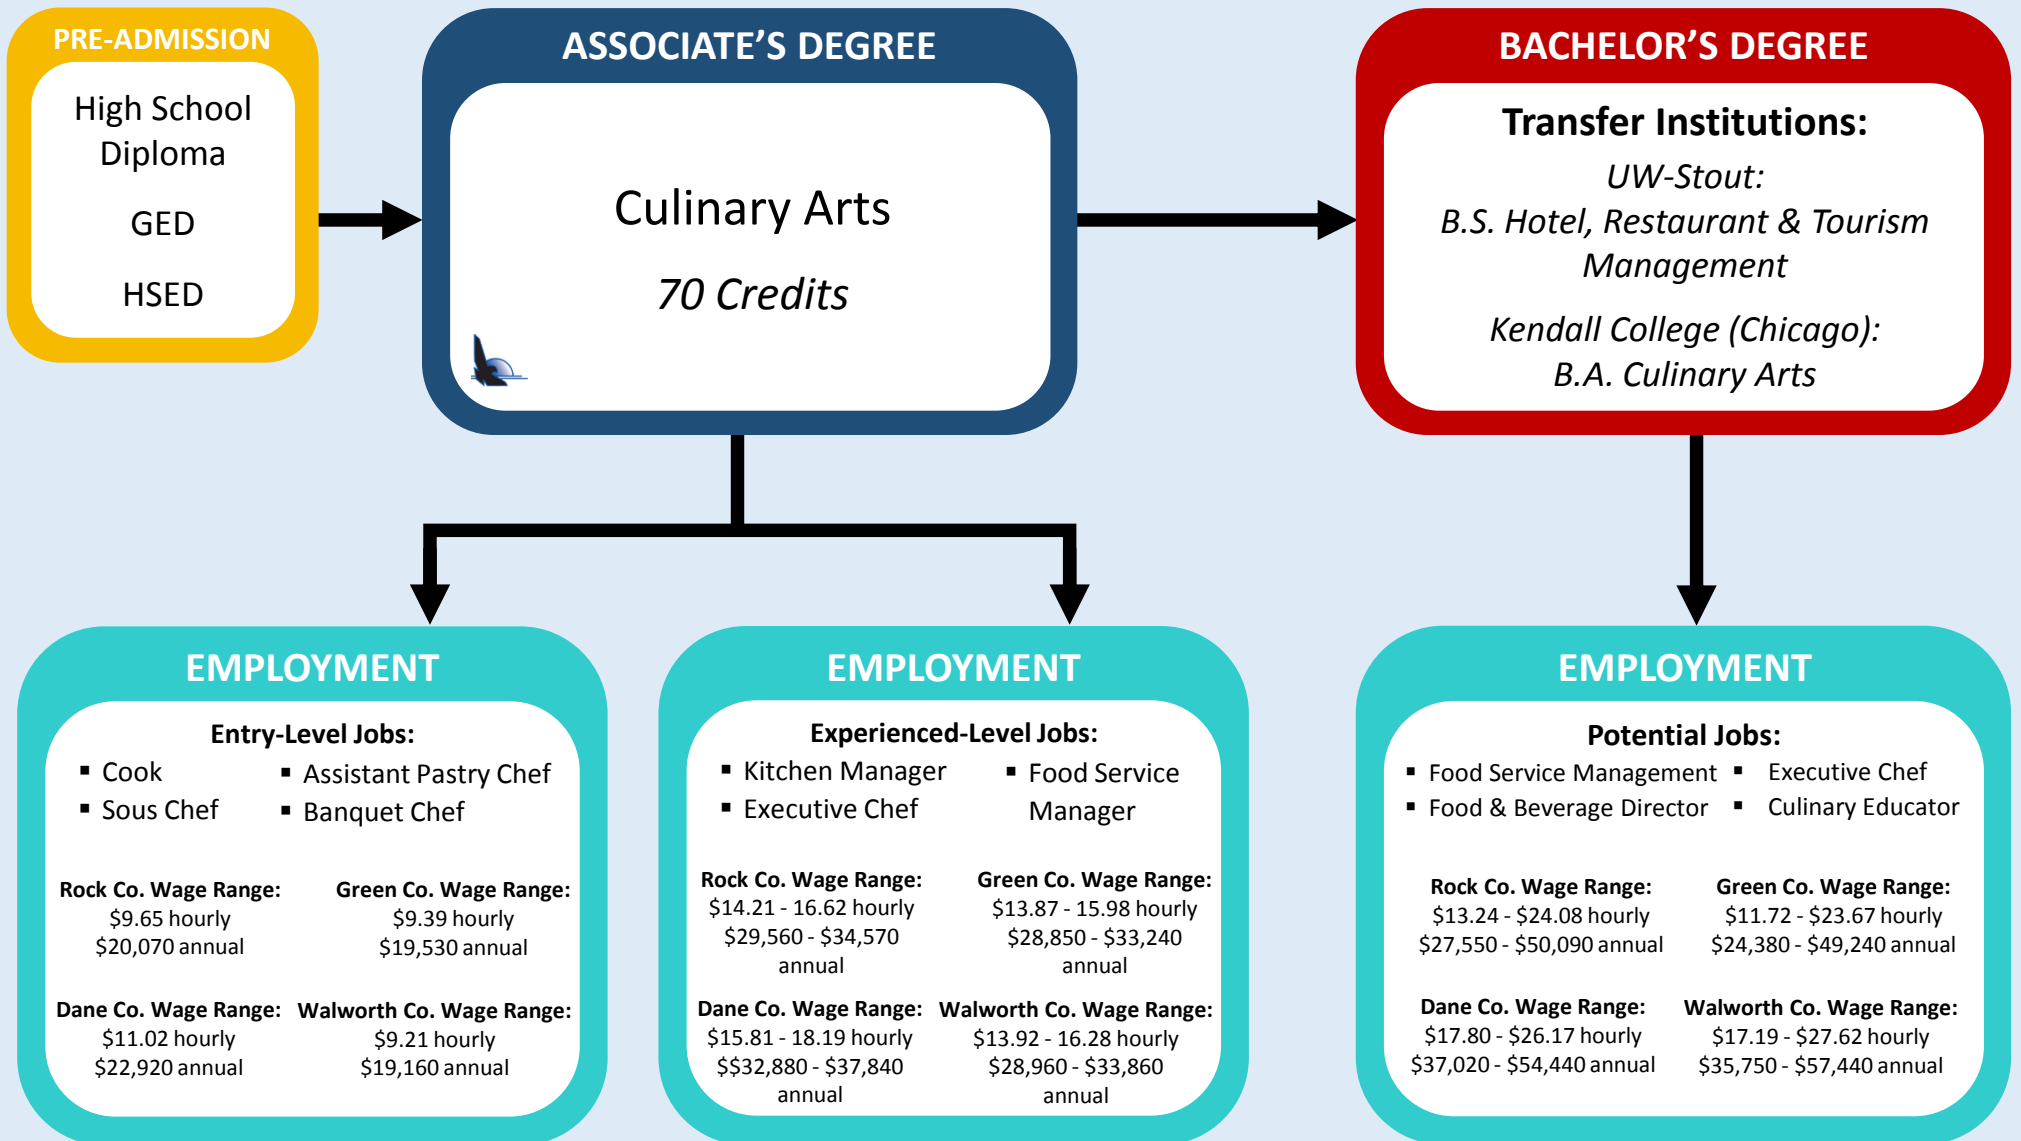 PRE-ADMISSION
High School
Diploma
GED
HSED
ASSOCIATE'S DEGREE
Culinary Arts
70 Credits
BACHELOR'S DEGREE
Transfer Institutions:
UW-Stout:
B.S. Hotel, Restaurant & Tourism
Management
Kendall College (Chicago):
B.A. Culinary Arts
EMPLOYMENT
Entry-Level Jobs:
▪ Cook
▪ Sous Chef
▪ Assistant Pastry Chef
▪ Banquet Chef
Rock Co. Wage Range:
$9.65 hourly
$20,070 annual
Green Co. Wage Range:
$9.39 hourly
$19,530 annual
Dane Co. Wage Range:
$11.02 hourly
$22,920 annual
Walworth Co. Wage Range:
$9.21 hourly
$19,160 annual
EMPLOYMENT
Experienced-Level Jobs:
▪ Kitchen Manager
▪ Executive Chef
▪ Food Service
Manager
Rock Co. Wage Range:
$14.21 - 16.62 hourly
$29,560 - $34,570
annual
Green Co. Wage Range:
$13.87 - 15.98 hourly
$28,850 - $33,240
annual
Dane Co. Wage Range:
$15.81 - 18.19 hourly
$$32,880 - $37,840
annual
Walworth Co. Wage Range:
$13.92 - 16.28 hourly
$28,960 - $33,860
annual
EMPLOYMENT
Potential Jobs:
▪ Food Service Management
▪ Food & Beverage Director
▪ Executive Chef
▪ Culinary Educator
Rock Co. Wage Range:
$13.24 - $24.08 hourly
$27,550 - $50,090 annual
Green Co. Wage Range:
$11.72 - $23.67 hourly
$24,380 - $49,240 annual
Dane Co. Wage Range:
$17.80 - $26.17 hourly
$37,020 - $54,440 annual
Walworth Co. Wage Range:
$17.19 - $27.62 hourly
$35,750 - $57,440 annual